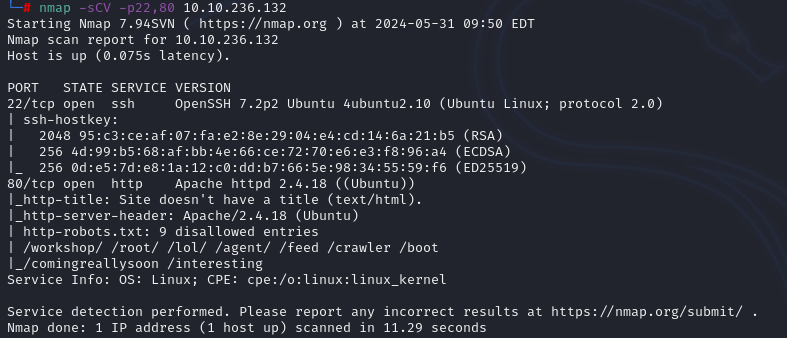 └─# nmap -sCV -p22,80 10.10.236.132
Starting Nmap 7.94SVN ( https://nmap.org ) at 2024-05-31 09:50 EDT
Nmap scan report for 10.10.236.132
Host is up (0.075s latency).

PORT   STATE SERVICE VERSION
22/tcp open  ssh     OpenSSH 7.2p2 Ubuntu 4ubuntu2.10 (Ubuntu Linux; protocol 2.0)
| ssh-hostkey:
|   2048 95:c3:ce:af:07:fa:e2:8e:29:04:e4:cd:14:6a:21:b5 (RSA)
|   256 4d:99:b5:68:af:bb:4e:66:ce:72:70:e6:e3:f8:96:a4 (ECDSA)
|_  256 0d:e5:7d:e8:1a:12:c0:dd:b7:66:5e:98:34:55:59:f6 (ED25519)
80/tcp open  http    Apache httpd 2.4.18 ((Ubuntu))
|_http-title: Site doesn't have a title (text/html).
|_http-server-header: Apache/2.4.18 (Ubuntu)
| http-robots.txt: 9 disallowed entries
| /workshop/ /root/ /lol/ /agent/ /feed /crawler /boot
|_/comingreallysoon /interesting
Service Info: OS: Linux; CPE: cpe:/o:linux:linux_kernel

Service detection performed. Please report any incorrect results at https://nmap.org/submit/ .
Nmap done: 1 IP address (1 host up) scanned in 11.29 seconds